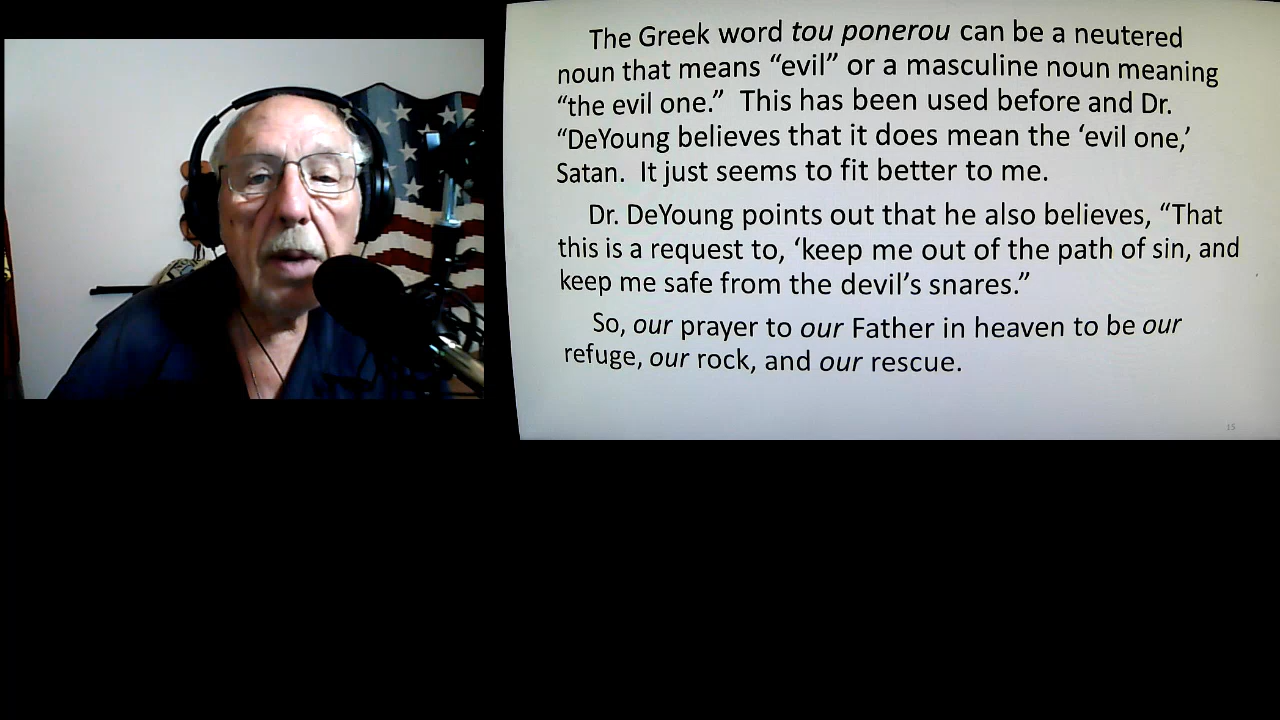 The Greek word tou ponerou can be a neutered
noun that means “evil” or a masculine noun meaning
“the evil one.” This has been used before and Dr.
“DeYoung believes that it does mean the ‘evil one,’
Satan. It just seems to fit better to me.
Dr. DeYoung points out that he also believes, “That
this is a request to, ‘keep me out of the path of sin, and
keep me safe from the devil’s snares.”
So, our prayer to our Father in heaven to be our
refuge, our rock, and our rescue.
15